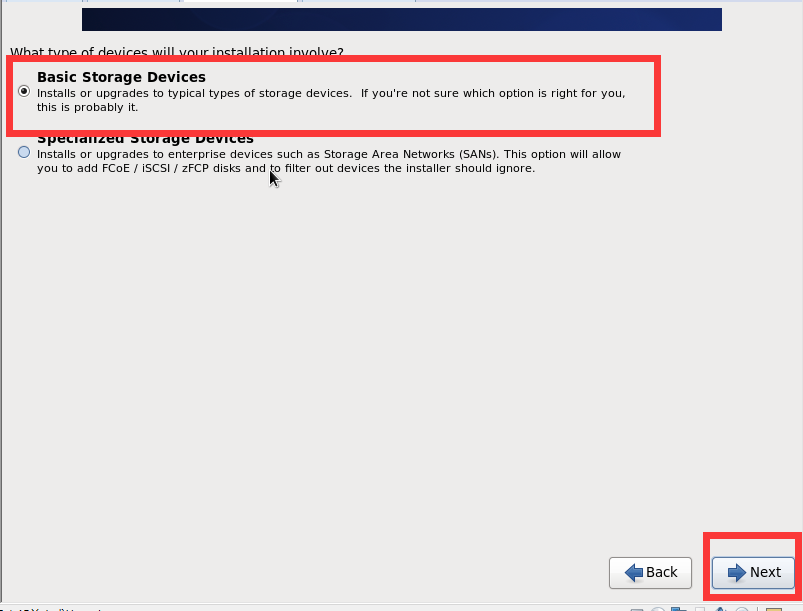 What type of devices will your installation involve?
Basic Storage Devices
Installs or upgrades to typical types of storage devices.  If you're not sure which option is right for you,
this is probably it.
Specialized Storage Devices
Installs or upgrades to enterprise devices such as Storage Area Networks (SANs). This option will allow
you to add FCoE / iSCSI / zFCP disks and to filter out devices the installer should ignore.
Back
Next